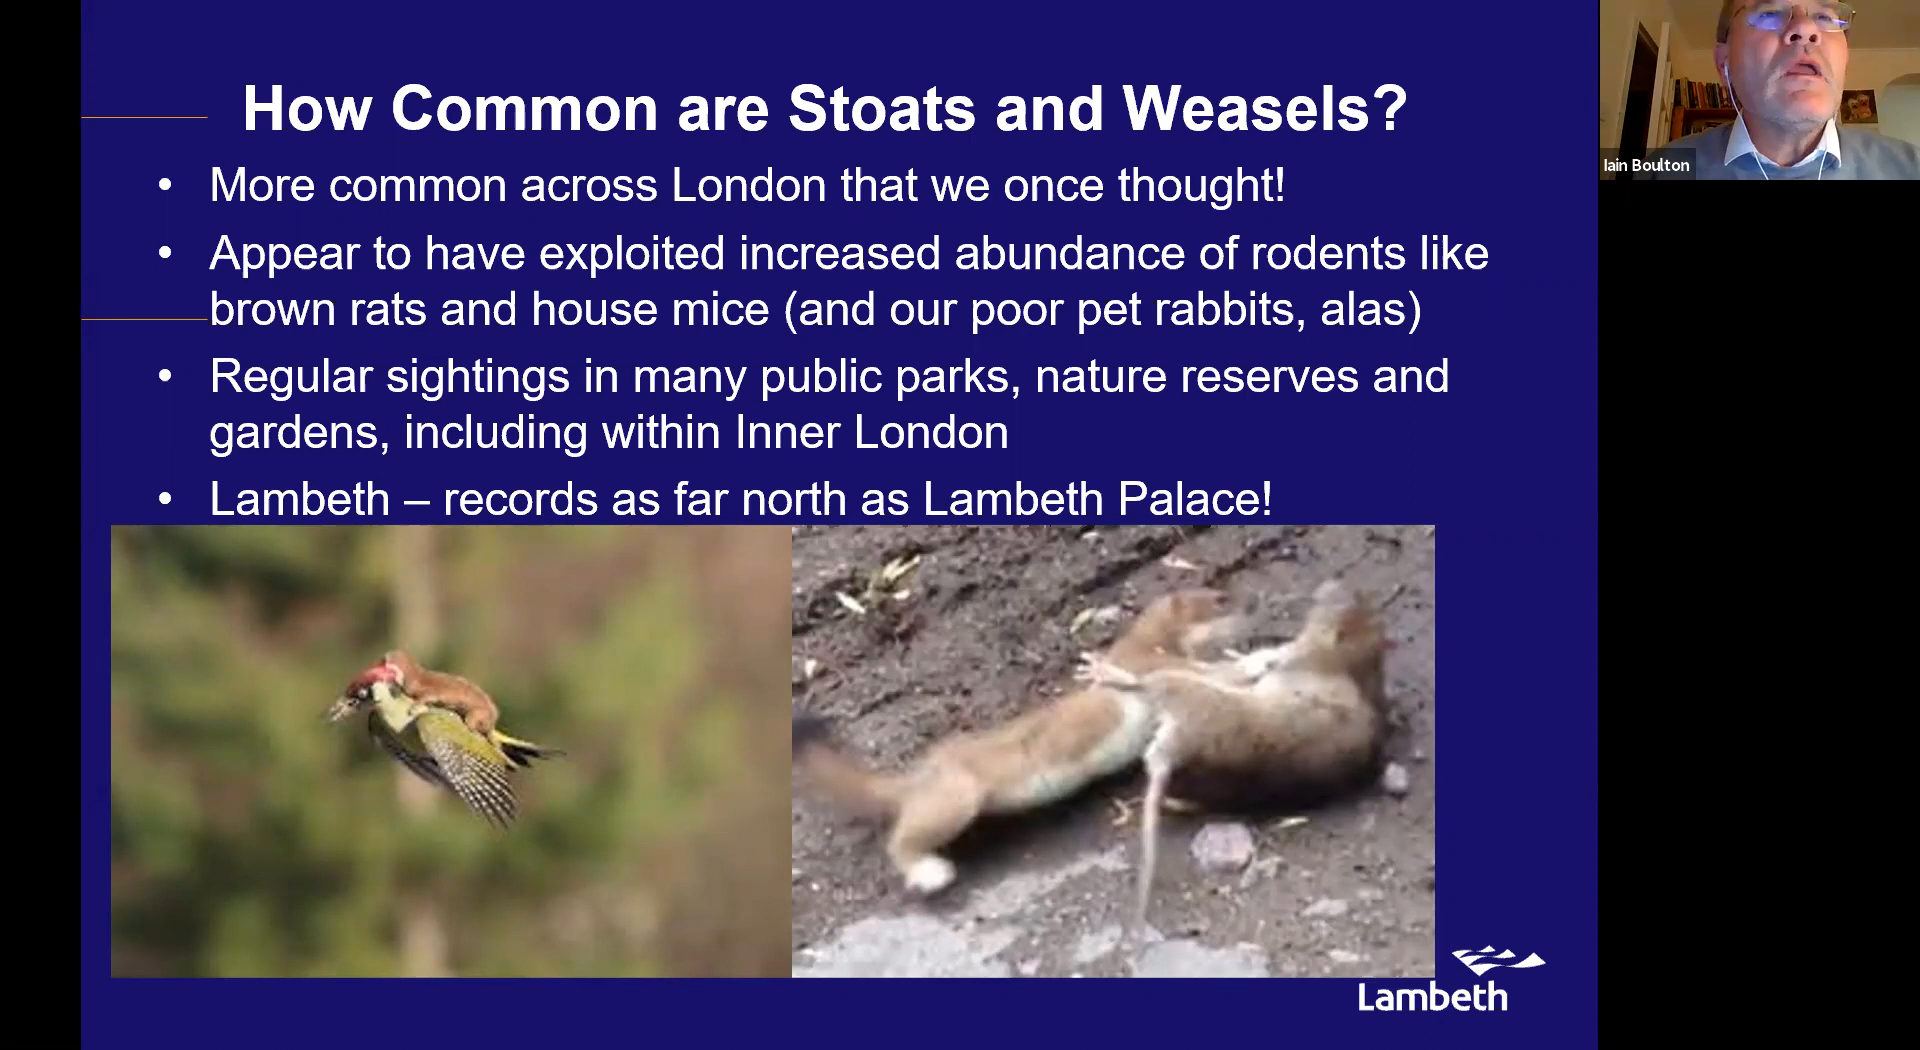 How Common are Stoats and Weasels?
• More common across London that we once thought!
• Appear to have exploited increased abundance of rodents like
brown rats and house mice (and our poor pet rabbits, alas)
• Regular sightings in many public parks, nature reserves and
gardens, including within Inner London
• Lambeth – records as far north as Lambeth Palace!
Lambeth
Iain Boulton